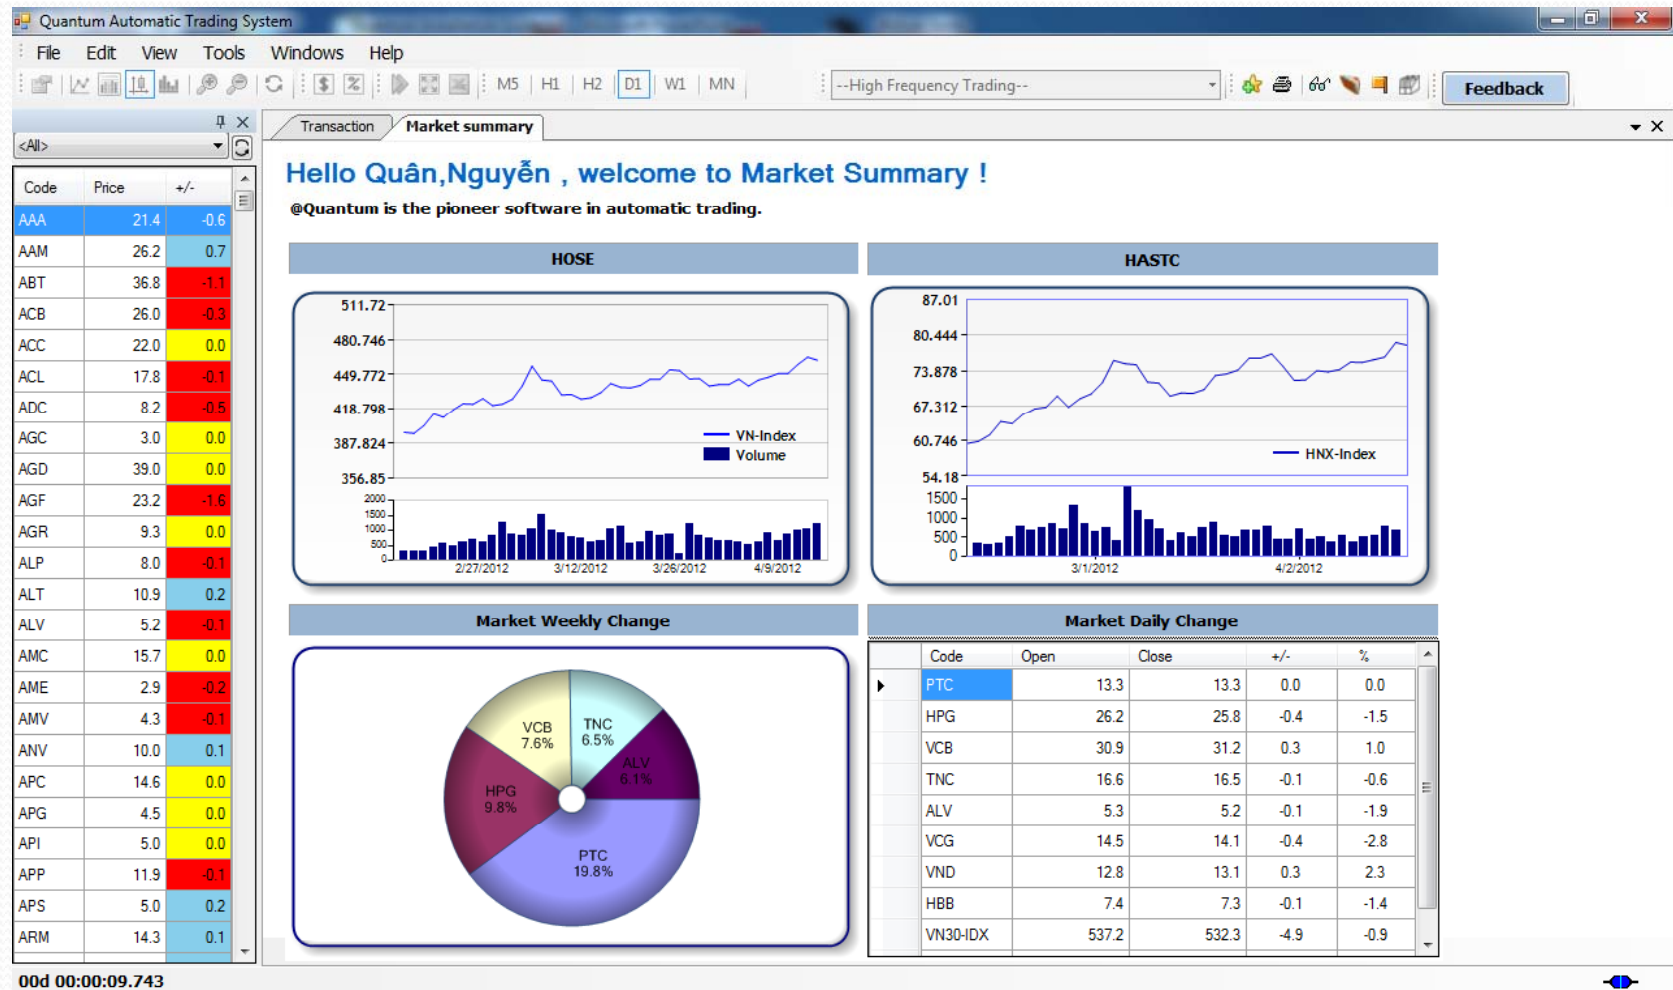 Quantum Automatic Trading System
File Edit View Tools Windows Help
M5 H1 H2 D1 W1 MN --High Frequency Trading-- Feedback
<All>
Code Price +/-
AAA 21.4 -0.6
AAM 26.2 0.7
ABT 36.8 -1.1
ACB 26.0 -0.3
ACC 22.0 0.0
ACL 17.8 -0.1
ADC 8.2 -0.5
AGC 3.0 0.0
AGD 39.0 0.0
AGF 23.2 -1.6
AGR 9.3 0.0
ALP 8.0 -0.1
ALT 10.9 0.2
ALV 5.2 -0.1
AMC 15.7 0.0
AME 2.9 -0.2
AMV 4.3 -0.1
ANV 10.0 0.1
APC 14.6 0.0
APG 4.5 0.0
API 5.0 0.0
APP 11.9 -0.1
APS 5.0 0.2
ARM 14.3 0.1
Transaction Market summary
Hello Quân,Nguyễn , welcome to Market Summary !
@Quantum is the pioneer software in automatic trading.
HOSE
511.72
480.746
449.772
418.798
387.824
356.85
VN-Index
Volume
2000
1500
1000
500
0
2/27/2012 3/12/2012 3/26/2012 4/9/2012
HASTC
87.01
80.444
73.878
67.312
60.746
54.18
HNX-Index
1500
1000
500
0
3/1/2012 4/2/2012
Market Weekly Change
VCB
7.6%
TNC
6.5%
ALV
6.1%
HPG
9.8%
PTC
19.8%
Market Daily Change
Code Open Close +/- %
PTC 13.3 13.3 0.0 0.0
HPG 26.2 25.8 -0.4 -1.5
VCB 30.9 31.2 0.3 1.0
TNC 16.6 16.5 -0.1 -0.6
ALV 5.3 5.2 -0.1 -1.9
VCG 14.5 14.1 -0.4 -2.8
VND 12.8 13.1 0.3 2.3
HBB 7.4 7.3 -0.1 -1.4
VN30-IDX 537.2 532.3 -4.9 -0.9
00d 00:00:09.743